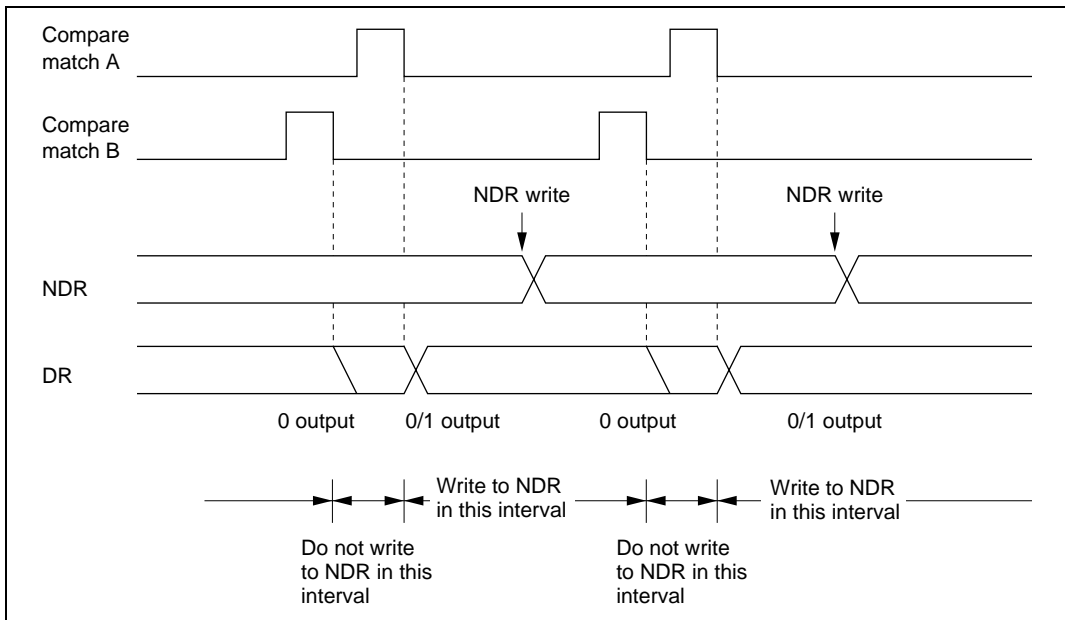 Compare
match A
Compare
match B
NDR write
NDR write
NDR
DR
0 output
0/1 output
0 output
0/1 output
Write to NDR
in this interval
Write to NDR
in this interval
Do not write
to NDR in this
interval
Do not write
to NDR in this
interval